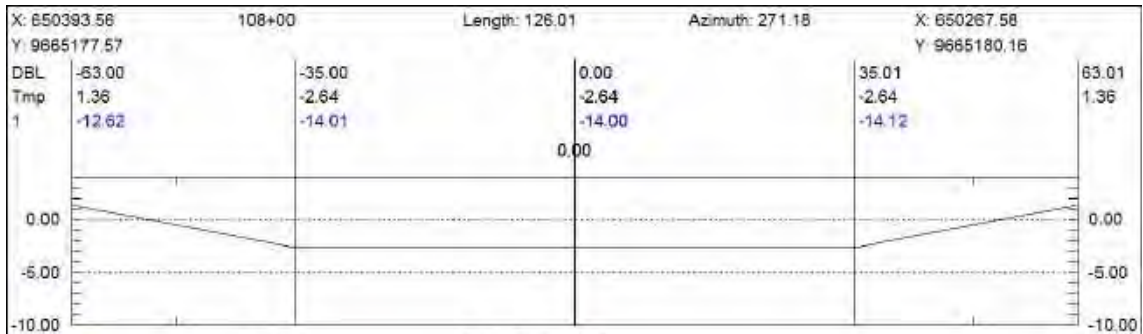 X: 650393.56 108+00 Length: 126.01 Azimuth: 271.18 X: 650267.58
Y: 9665177.57 Y: 9665180.16
DBL -63.00 -35.00 0.00 35.01 63.01
Tmp 1.36 -2.64 -2.64 -2.64 1.36
1 -12.62 -14.01 -14.00 -14.12
0.00
0.00 0.00
-5.00 -5.00
-10.00 -10.00